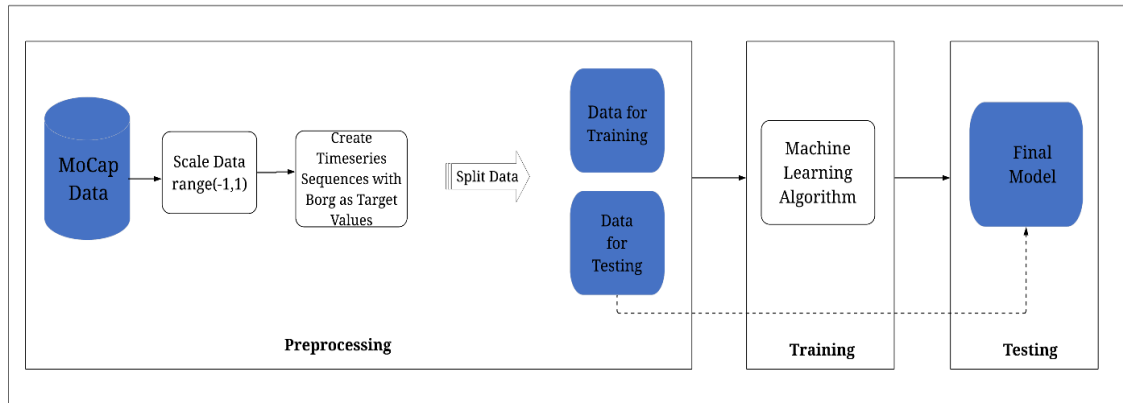 MoCap
Data
Scale Data
range(-1,1)
Create
Timeseries
Sequences with
Borg as Target
Values
Split Data
Data for
Training
Data
for
Testing
Preprocessing
Machine
Learning
Algorithm
Training
Final
Model
Testing